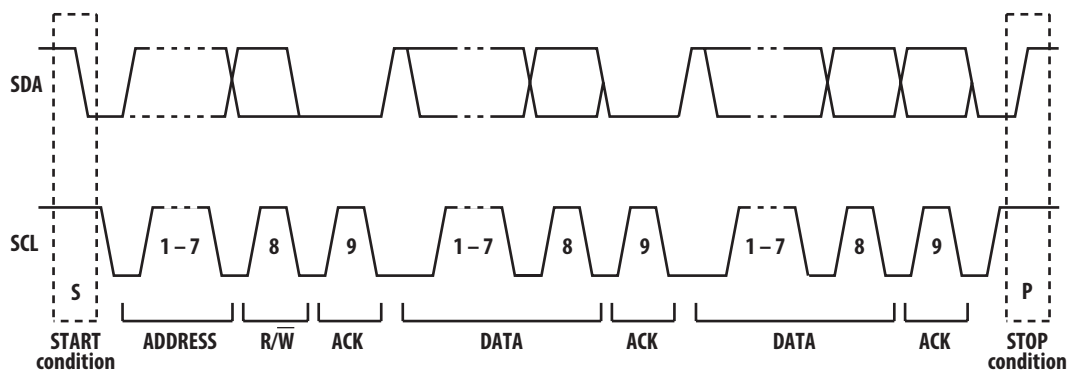 SDA
SCL
1 – 7
8
9
1 – 7
8
9
1 – 7
8
9
S
P
START condition
ADDRESS
R/W̅
ACK
DATA
ACK
DATA
ACK
STOP condition